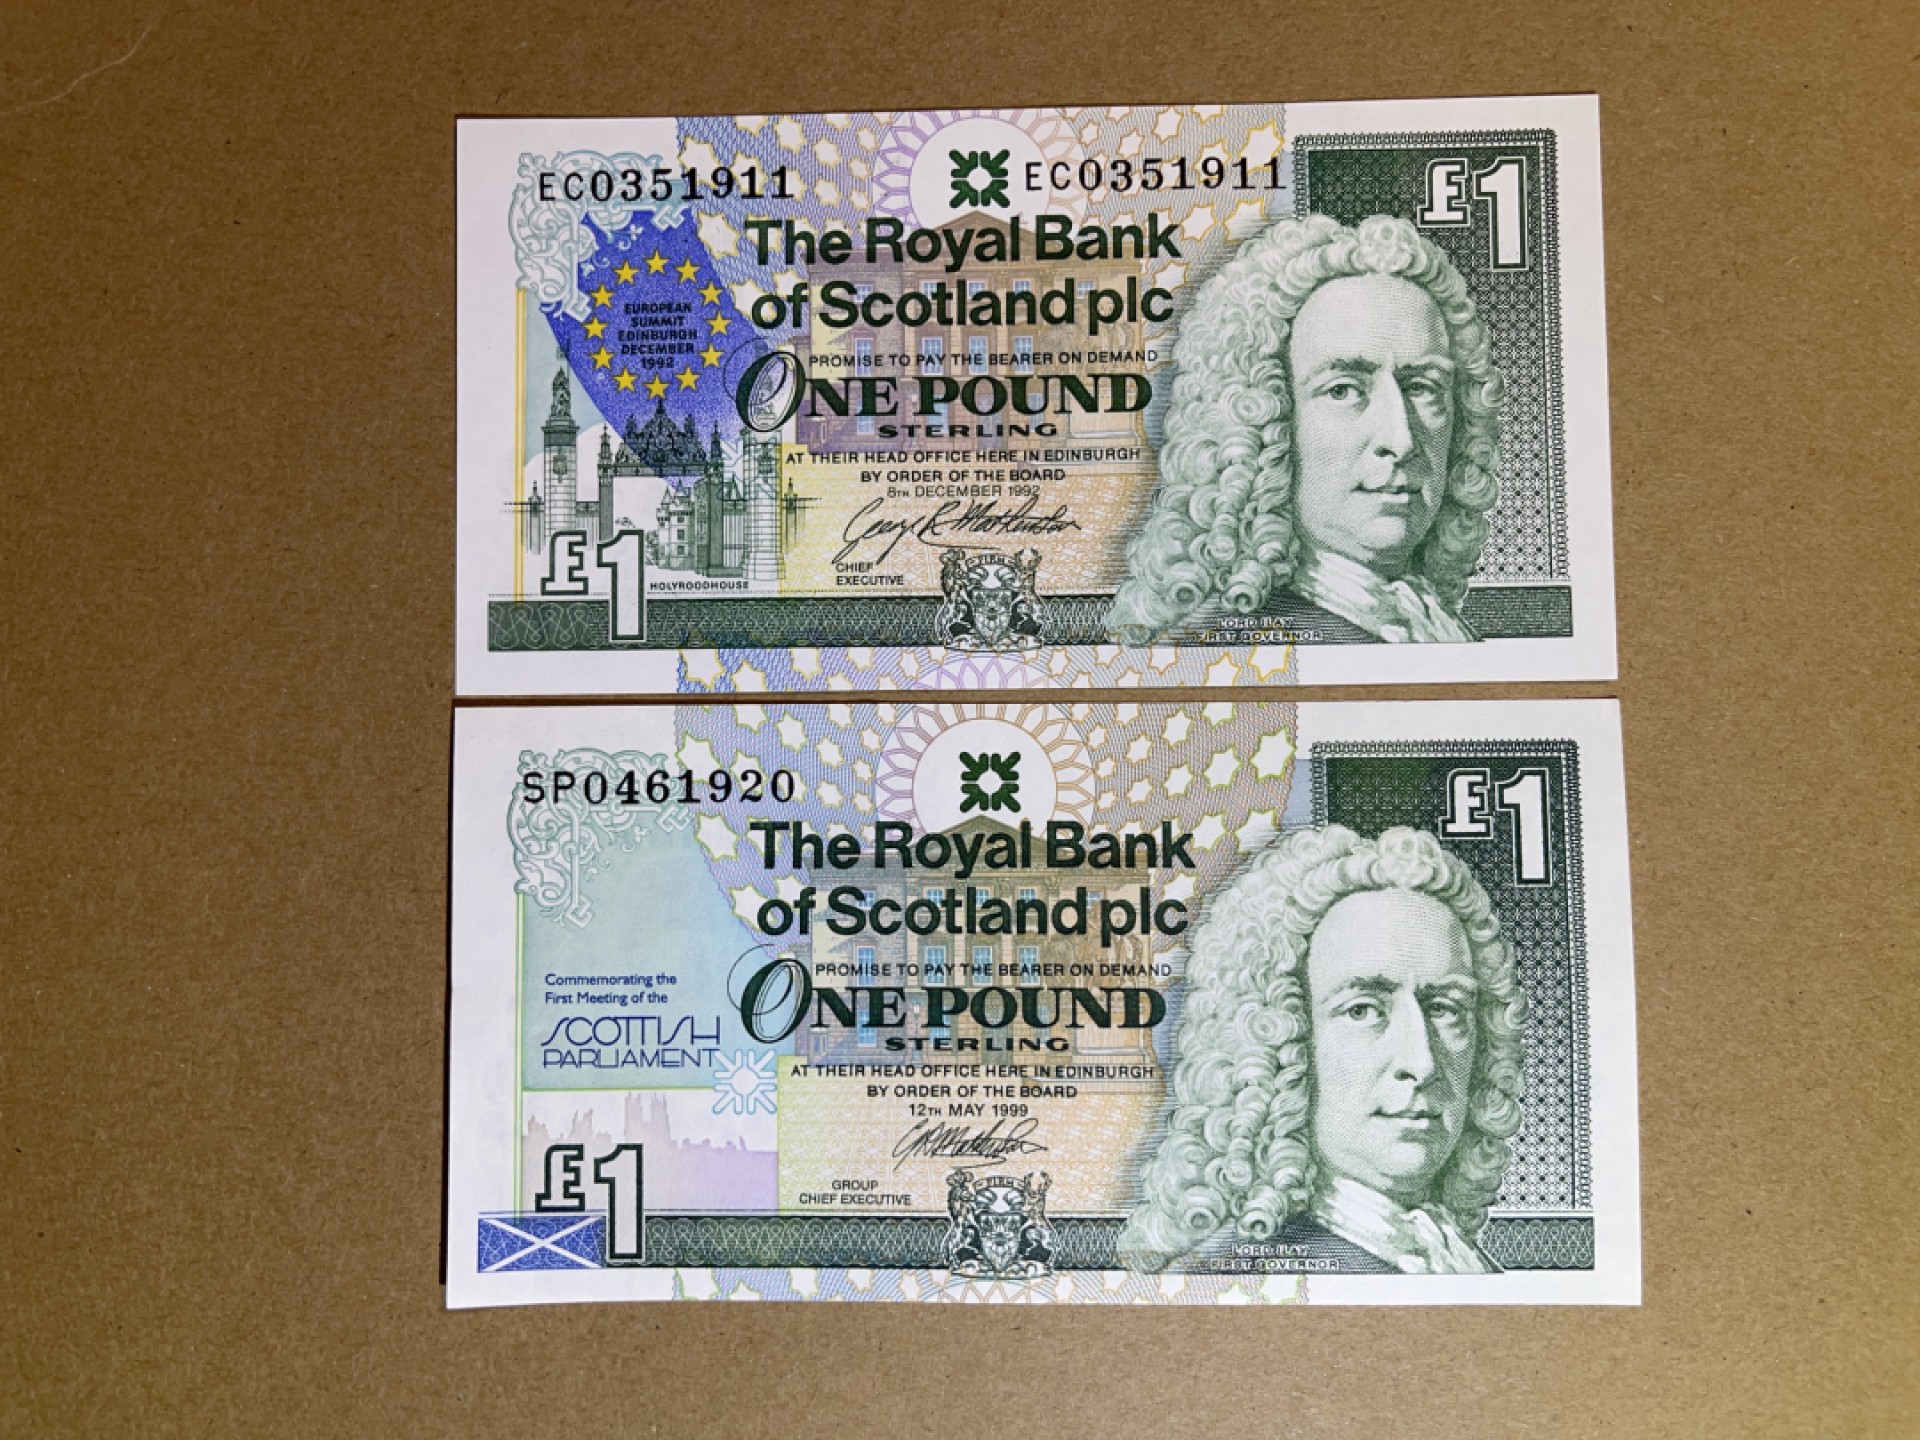 EC0351911
EC0351911
£1
The Royal Bank
of Scotland plc
EUROPEAN
SUMMIT
EDINBURGH
DECEMBER
1992
PROMISE TO PAY THE BEARER ON DEMAND
ONE POUND
STERLING
AT THEIR HEAD OFFICE HERE IN EDINBURGH
BY ORDER OF THE BOARD
8TH DECEMBER 1992
CHIEF
EXECUTIVE
£1
HOLYROODHOUSE
FIRM
LORD ILAY
FIRST GOVERNOR
SP0461920
£1
The Royal Bank
of Scotland plc
Commemorating the
First Meeting of the
SCOTTISH
PARLIAMENT
PROMISE TO PAY THE BEARER ON DEMAND
ONE POUND
STERLING
AT THEIR HEAD OFFICE HERE IN EDINBURGH
BY ORDER OF THE BOARD
12TH MAY 1999
GROUP
CHIEF EXECUTIVE
£1
FIRM
LORD ILAY
FIRST GOVERNOR